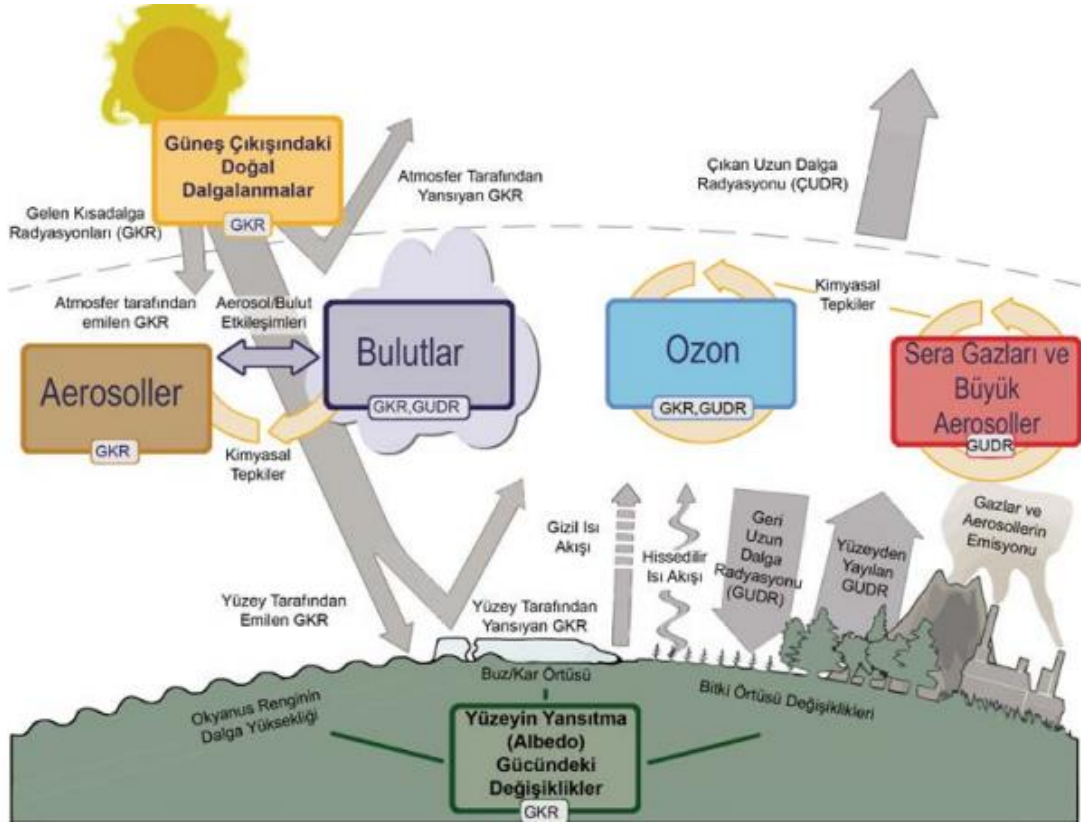 Güneş Çıkışındaki
Doğal
Dalgalanmalar
GKR
Gelen Kısadalga
Radyasyonları (GKR)
Atmosfer Tarafından
Yansıyan GKR
Çıkan Uzun Dalga
Radyasyonu (ÇUDR)
Atmosfer tarafından
emilen GKR
Aerosol/Bulut
Etkileşimleri
Kimyasal
Tepkiler
Aerosoller
GKR
Bulutlar
GKR,GUDR
Ozon
GKR,GUDR
Sera Gazları ve
Büyük
Aerosoller
GUDR
Kimyasal
Tepkiler
Gizil Isı
Akışı
Hissedilir
Isı Akışı
Geri
Uzun
Dalga
Radyasyonu
(GUDR)
Yüzeyden
Yayılan
GUDR
Gazlar ve
Aerosollerin
Emisyonu
Yüzey Tarafından
Emilen GKR
Yüzey Tarafından
Yansıyan GKR
Buz/Kar Örtüsü
Okyanus Renginin
Dalga Yüksekliği
Bitki Örtüsü Değişiklikleri
Yüzeyin Yansıtma
(Albedo)
Gücündeki
Değişiklikler
GKR